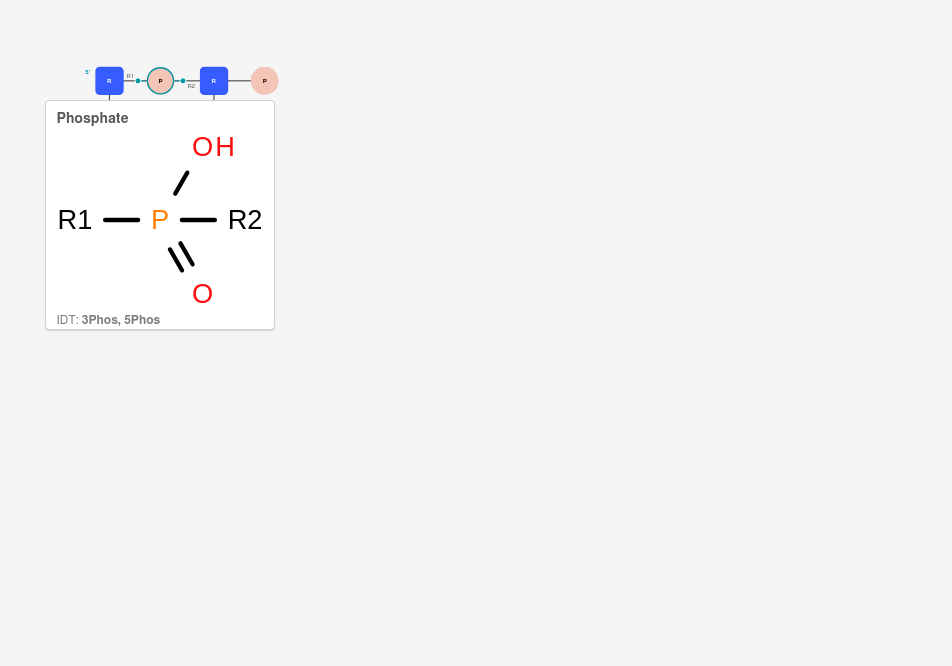 5'
R R1 P R2 R P
Phosphate
OH
R1 P R2
O
IDT: 3Phos, 5Phos